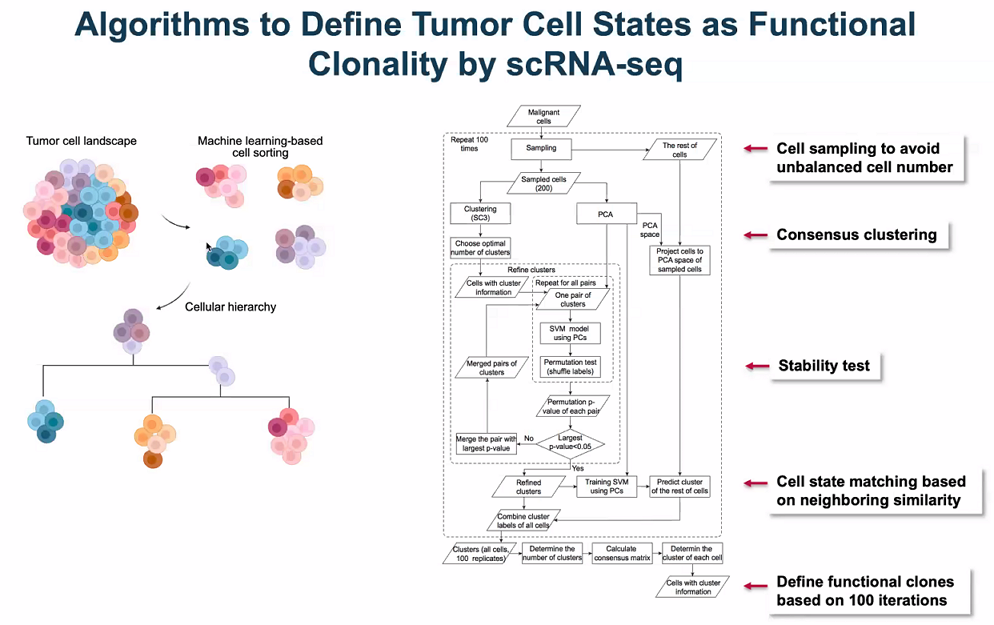 Algorithms to Define Tumor Cell States as Functional
Clonality by scRNA-seq
Tumor cell landscape
Machine learning-based
cell sorting
Cellular hierarchy
Malignant
cells
Repeat 100
times
Sampling
The rest of
cells
Sampled cells
(200)
Clustering
(SC3)
PCA
PCA
space
Choose optimal
number of clusters
Project cells to
PCA space of
sampled cells
Refine clusters
Cells with cluster
information
Repeat for all pairs
One pair of
clusters
SVM model
using PCs
Merged pairs of
clusters
Permutation test
(shuffle labels)
Permutation p-
value of each pair
Merge the pair with
largest p-value
No
Largest
p-value<0.05
Yes
Refined
clusters
Training SVM
using PCs
Predict cluster
of the rest of cells
Combine cluster
labels of all cells
Clusters (all cells,
100 replicates)
Determine the
number of clusters
Calculate
consensus matrix
Determin the
cluster of each cell
Cells with cluster
information
Cell sampling to avoid
unbalanced cell number
Consensus clustering
Stability test
Cell state matching based
on neighboring similarity
Define functional clones
based on 100 iterations